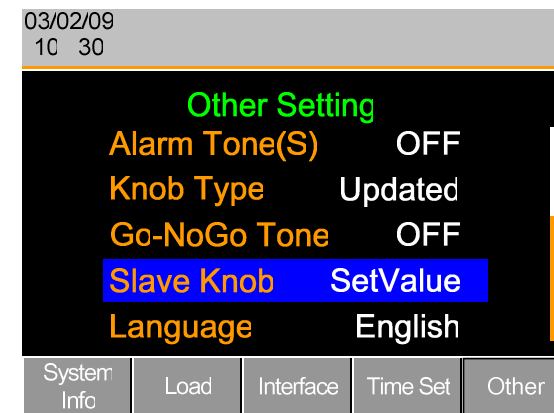 03/02/09
10 30
Other Setting
Alarm Tone(S) OFF
Knob Type Updated
Go-NoGo Tone OFF
Slave Knob SetValue
Language English
System Info Load Interface Time Set Other